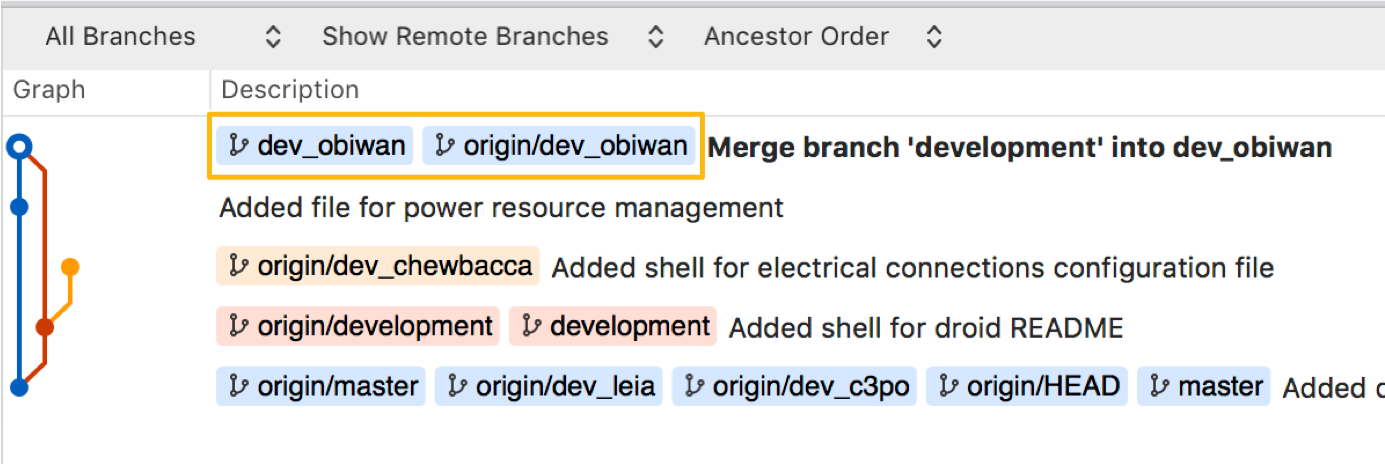 All Branches Show Remote Branches Ancestor Order
Graph Description
dev_obiwan origin/dev_obiwan Merge branch 'development' into dev_obiwan
Added file for power resource management
origin/dev_chewbacca Added shell for electrical connections configuration file
origin/development development Added shell for droid README
origin/master origin/dev_leia origin/dev_c3po origin/HEAD master Added